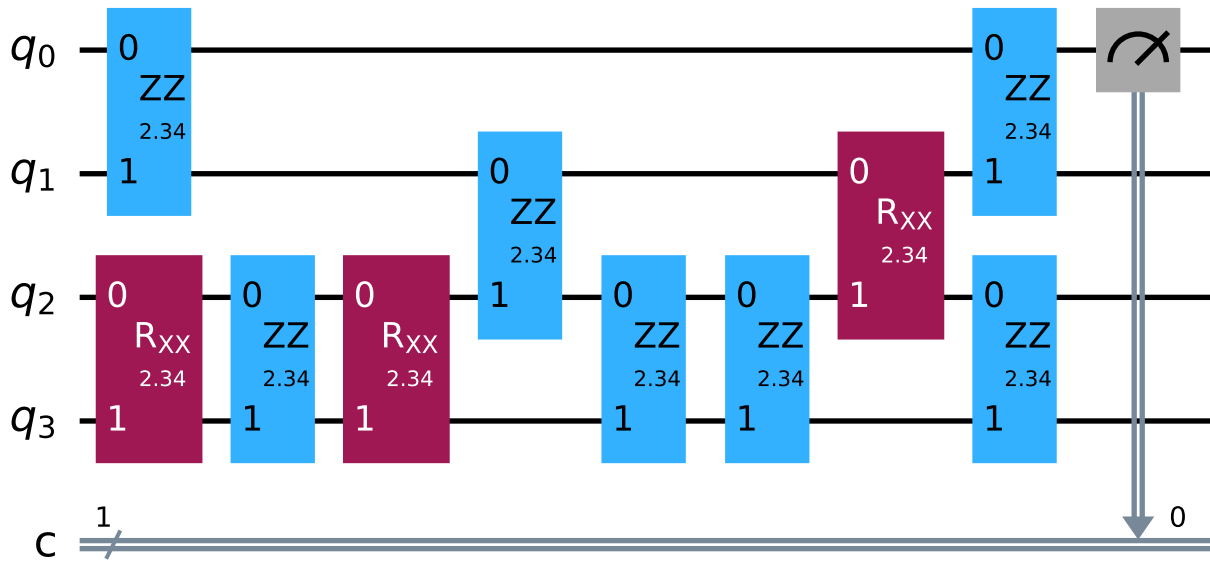 q0 0 0
ZZ ZZ
2.34 2.34
q1 1 0 0 1
ZZ RXX
2.34 2.34
q2 0 0 0 1 0 0 1 0
RXX ZZ RXX ZZ ZZ ZZ
2.34 2.34 2.34 2.34 2.34 2.34
q3 1 1 1 1 1 1
1 0
c